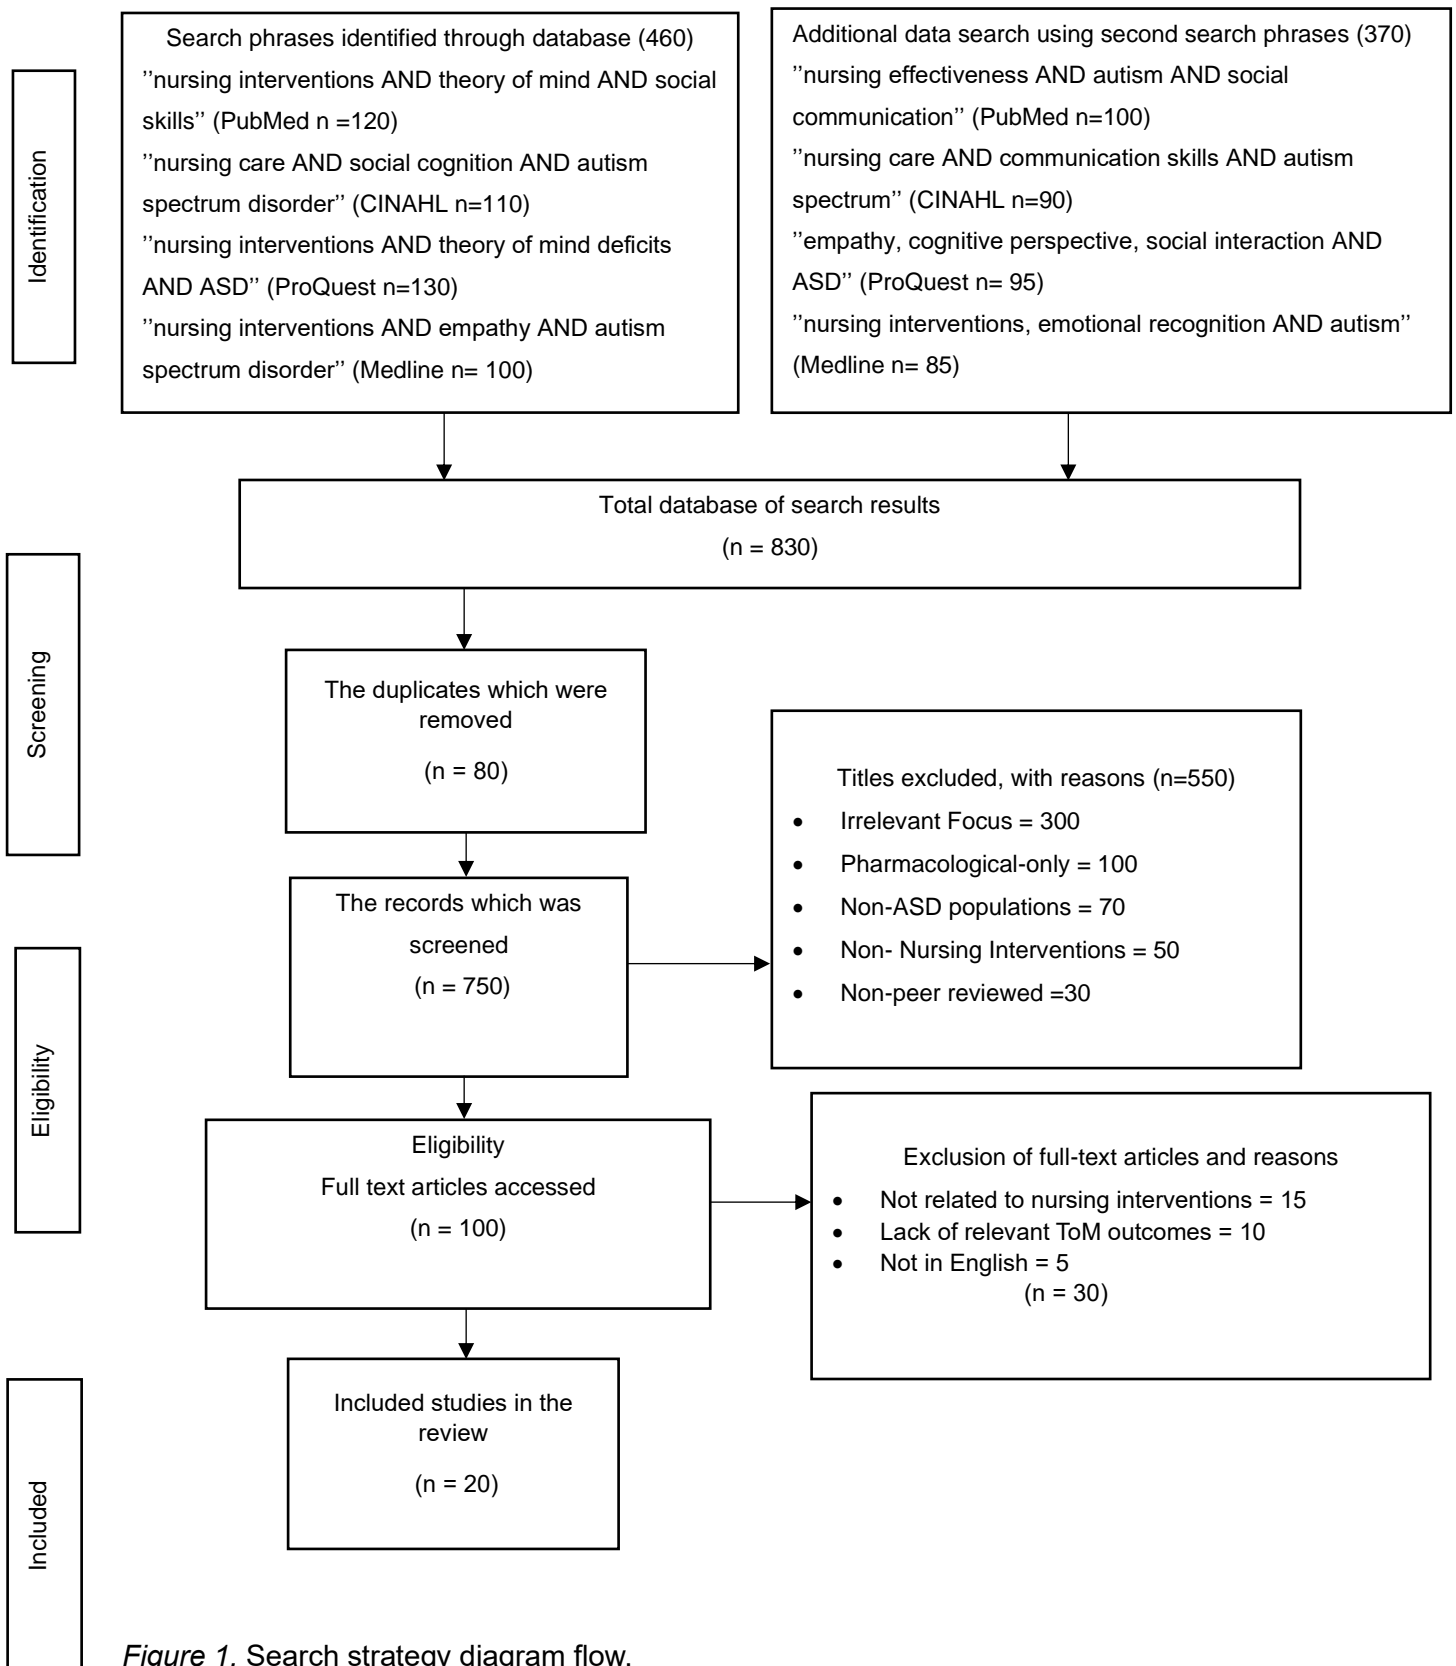 Identification
Search phrases identified through database (460)
’’nursing interventions AND theory of mind AND social
skills’’ (PubMed n =120)
’’nursing care AND social cognition AND autism
spectrum disorder’’ (CINAHL n=110)
’’nursing interventions AND theory of mind deficits
AND ASD’’ (ProQuest n=130)
’’nursing interventions AND empathy AND autism
spectrum disorder’’ (Medline n= 100)
Additional data search using second search phrases (370)
’’nursing effectiveness AND autism AND social
communication’’ (PubMed n=100)
’’nursing care AND communication skills AND autism
spectrum’’ (CINAHL n=90)
’’empathy, cognitive perspective, social interaction AND
ASD’’ (ProQuest n= 95)
’’nursing interventions, emotional recognition AND autism’’
(Medline n= 85)
Total database of search results
(n = 830)
Screening
The duplicates which were
removed
(n = 80)
The records which was
screened
(n = 750)
Titles excluded, with reasons (n=550)
• Irrelevant Focus = 300
• Pharmacological-only = 100
• Non-ASD populations = 70
• Non- Nursing Interventions = 50
• Non-peer reviewed =30
Eligibility
Eligibility
Full text articles accessed
(n = 100)
Exclusion of full-text articles and reasons
• Not related to nursing interventions = 15
• Lack of relevant ToM outcomes = 10
• Not in English = 5
(n = 30)
Included
Included studies in the
review
(n = 20)
Figure 1. Search strategy diagram flow.